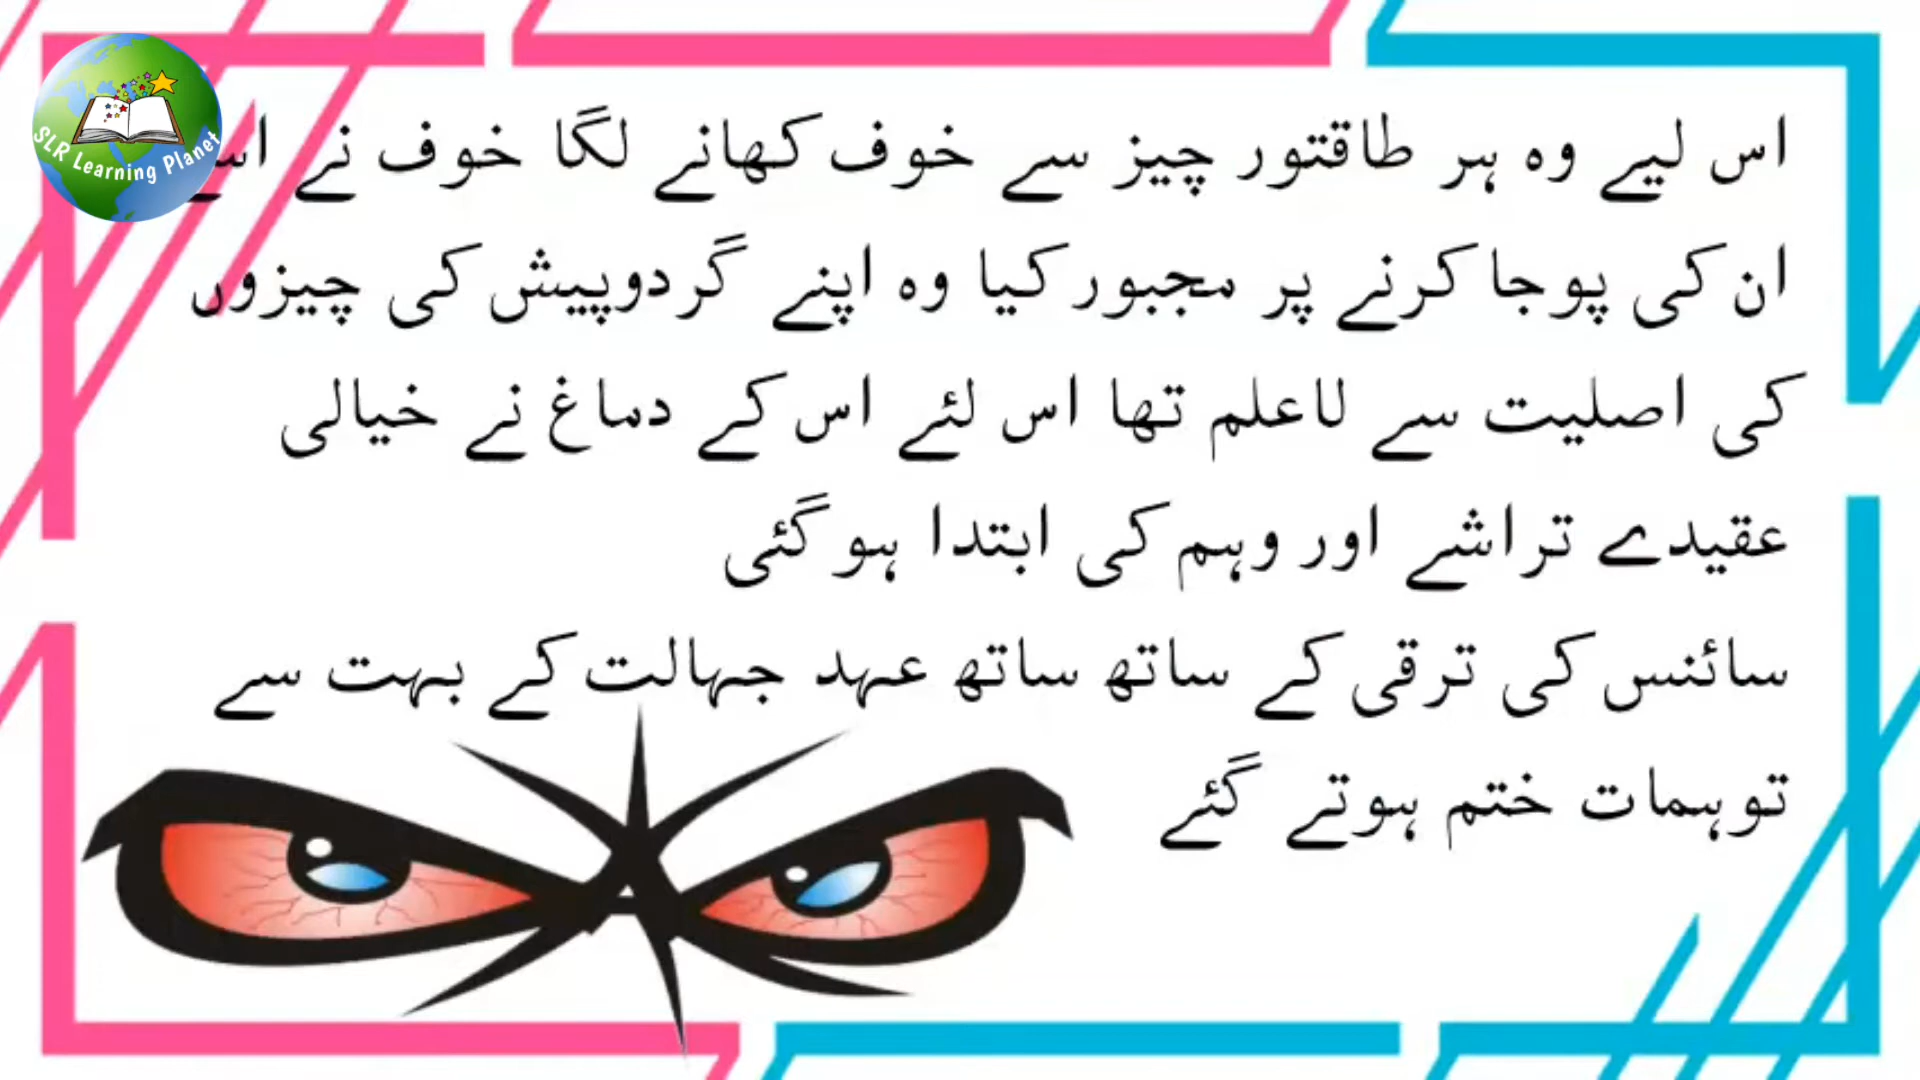 SLR Learning Planet
اس لیے وہ ہر طاقتور چیز سے خوف کھانے لگا خوف نے اسے
ان کی پوجا کرنے پر مجبور کیا وہ اپنے گردوپیش کی چیزوں
کی اصلیت سے لاعلم تھا اس لئے اس کے دماغ نے خیالی
عقیدے تراشے اور وہم کی ابتدا ہو گئی
سائنس کی ترقی کے ساتھ ساتھ عہد جہالت کے بہت سے
توہمات ختم ہوتے گئے